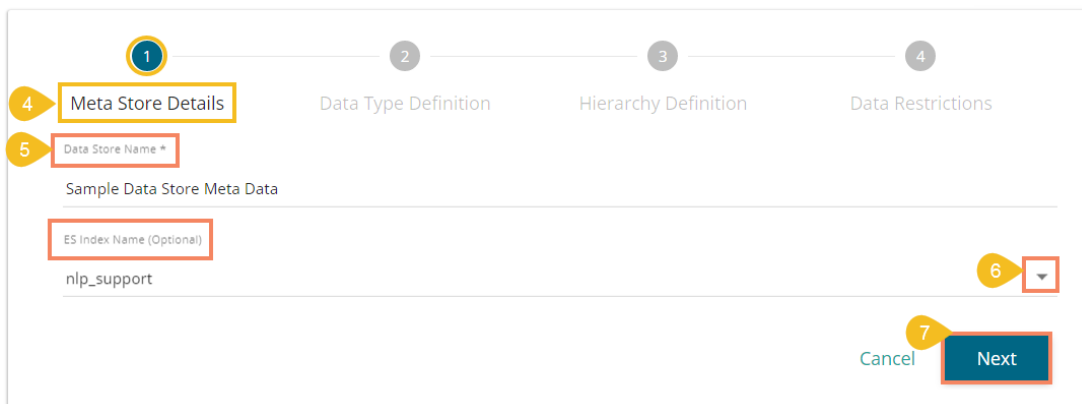 1 2 3 4
4 Meta Store Details Data Type Definition Hierarchy Definition Data Restrictions
5 Data Store Name *
Sample Data Store Meta Data
ES Index Name (Optional)
nlp_support 6
7
Cancel Next